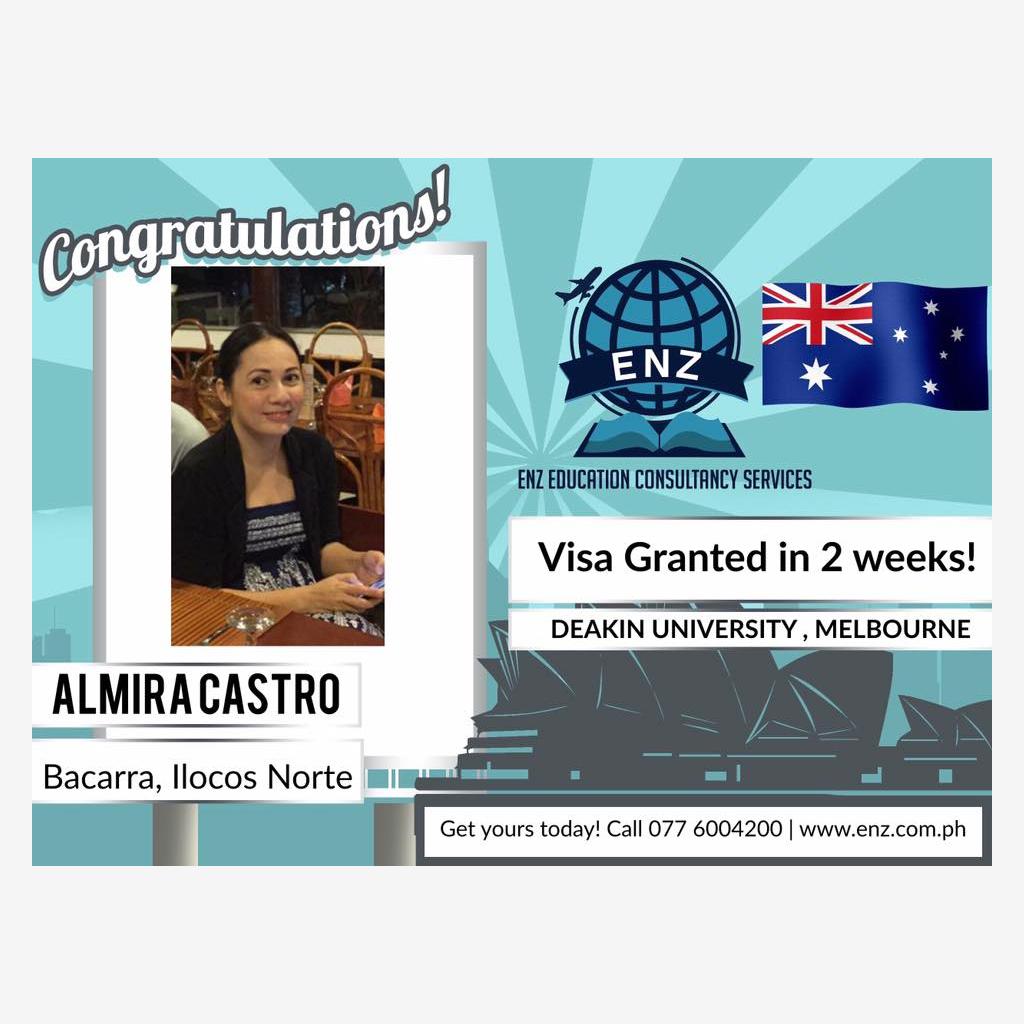 Congratulations!
ENZ
ENZ EDUCATION CONSULTANCY SERVICES
Visa Granted in 2 weeks!
DEAKIN UNIVERSITY , MELBOURNE
ALMIRA CASTRO
Bacarra, Ilocos Norte
Get yours today! Call 077 6004200 | www.enz.com.ph